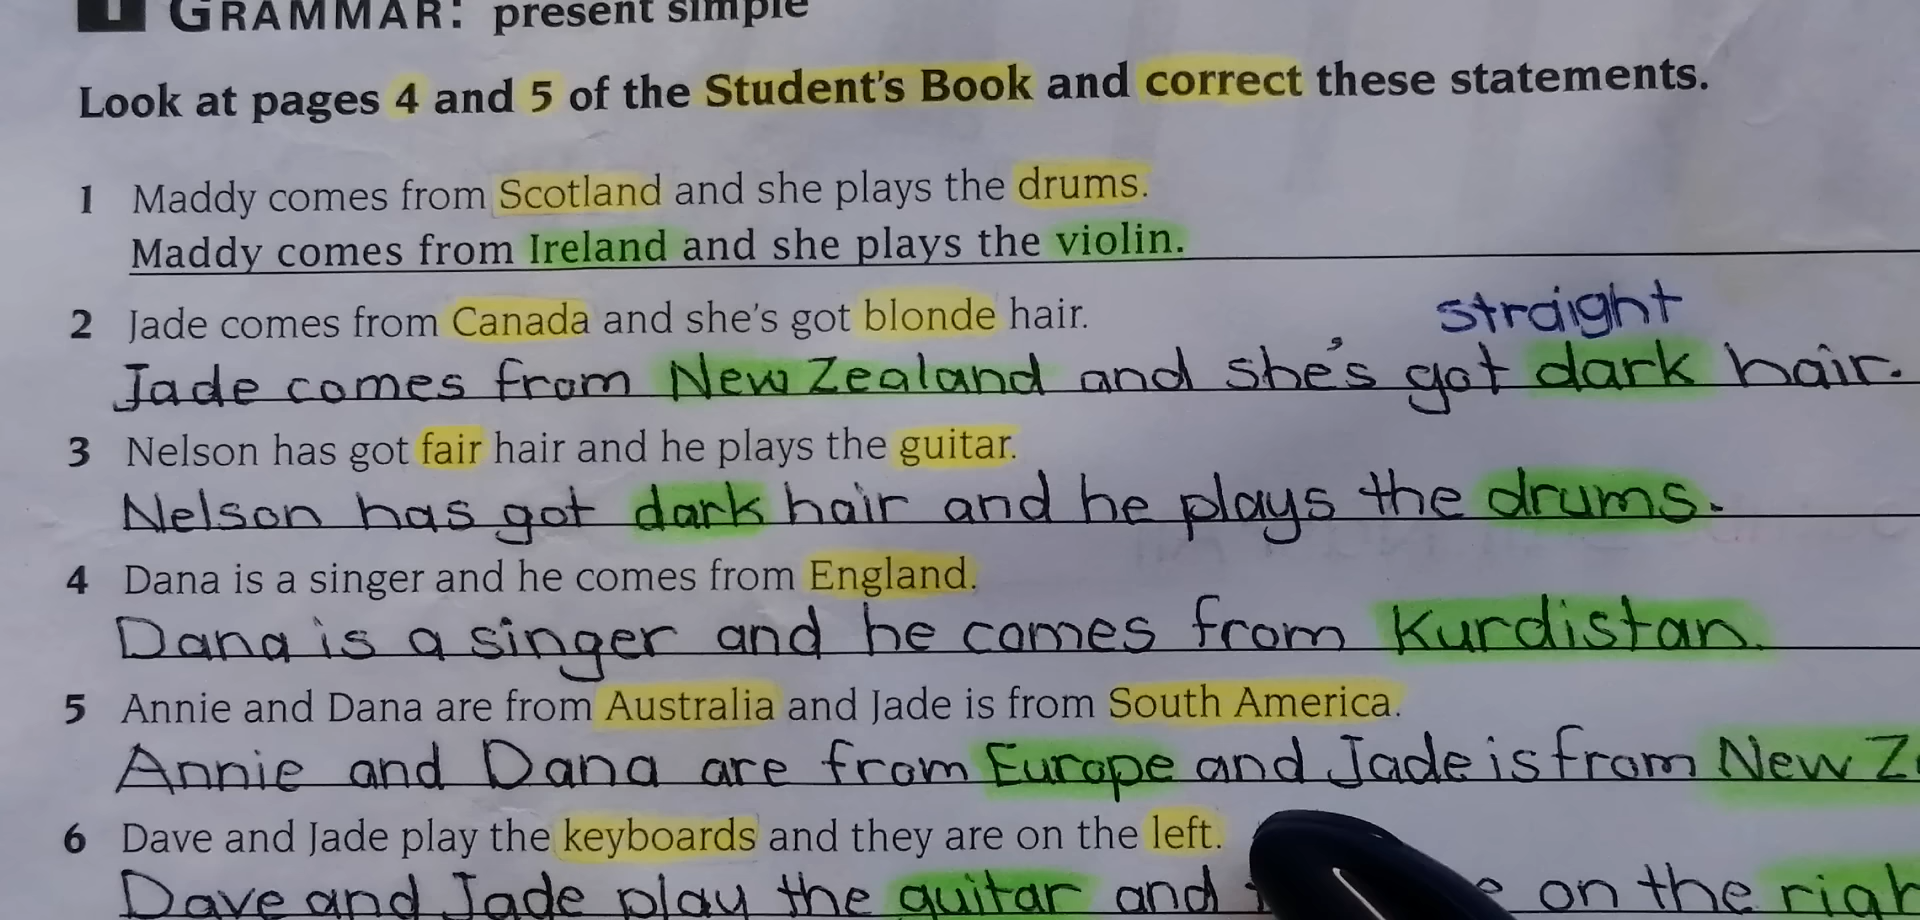 1 GRAMMAR: present simple
Look at pages 4 and 5 of the Student's Book and correct these statements.
1 Maddy comes from Scotland and she plays the drums.
Maddy comes from Ireland and she plays the violin.
2 Jade comes from Canada and she's got blonde hair.
straight
Jade comes from New Zealand and she's got dark hair.
3 Nelson has got fair hair and he plays the guitar.
Nelson has got dark hair and he plays the drums.
4 Dana is a singer and he comes from England.
Dana is a singer and he comes from Kurdistan.
5 Annie and Dana are from Australia and Jade is from South America.
Annie and Dana are from Europe and Jade is from New
6 Dave and Jade play the keyboards and they are on the left.
Dave and Jade play the guitar and on the